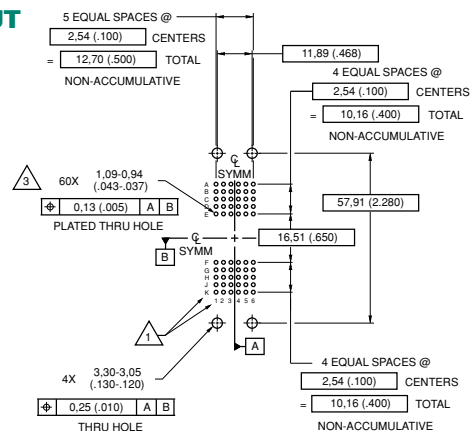 UT
5 EQUAL SPACES @
2,54 (.100) CENTERS
= 12,70 (.500) TOTAL
NON-ACCUMULATIVE
11,89 (.468)
4 EQUAL SPACES @
2,54 (.100) CENTERS
= 10,16 (.400) TOTAL
NON-ACCUMULATIVE
CL
SYMM
3
60X 1,09-0,94
(.043-.037)
⌖ 0,13 (.005) A B
PLATED THRU HOLE
A
B
C
D
E
57,91 (2.280)
CL
SYMM
B
16,51 (.650)
F
G
H
J
K
1 2 3 4 5 6
1
A
4X 3,30-3,05
(.130-.120)
⌖ 0,25 (.010) A B
THRU HOLE
4 EQUAL SPACES @
2,54 (.100) CENTERS
= 10,16 (.400) TOTAL
NON-ACCUMULATIVE